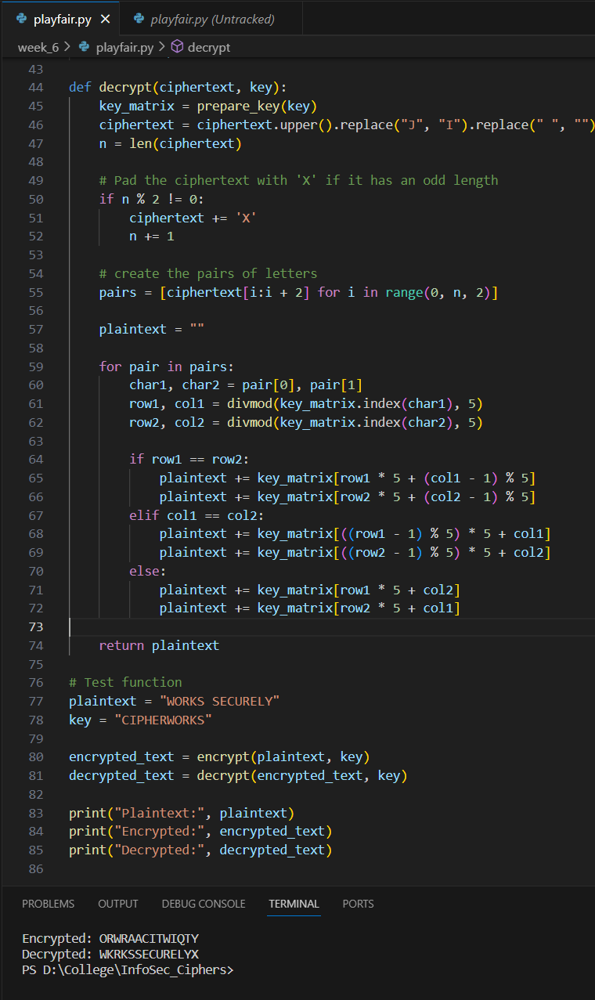 playfair.py
playfair.py (Untracked)
week_6 > playfair.py > decrypt
43
44 def decrypt(ciphertext, key):
45     key_matrix = prepare_key(key)
46     ciphertext = ciphertext.upper().replace("J", "I").replace(" ", "")
47     n = len(ciphertext)
48
49     # Pad the ciphertext with 'X' if it has an odd length
50     if n % 2 != 0:
51         ciphertext += 'X'
52         n += 1
53
54     # create the pairs of letters
55     pairs = [ciphertext[i:i + 2] for i in range(0, n, 2)]
56
57     plaintext = ""
58
59     for pair in pairs:
60         char1, char2 = pair[0], pair[1]
61         row1, col1 = divmod(key_matrix.index(char1), 5)
62         row2, col2 = divmod(key_matrix.index(char2), 5)
63
64         if row1 == row2:
65             plaintext += key_matrix[row1 * 5 + (col1 - 1) % 5]
66             plaintext += key_matrix[row2 * 5 + (col2 - 1) % 5]
67         elif col1 == col2:
68             plaintext += key_matrix[((row1 - 1) % 5) * 5 + col1]
69             plaintext += key_matrix[((row2 - 1) % 5) * 5 + col2]
70         else:
71             plaintext += key_matrix[row1 * 5 + col2]
72             plaintext += key_matrix[row2 * 5 + col1]
73
74     return plaintext
75
76 # Test function
77 plaintext = "WORKS SECURELY"
78 key = "CIPHERWORKS"
79
80 encrypted_text = encrypt(plaintext, key)
81 decrypted_text = decrypt(encrypted_text, key)
82
83 print("Plaintext:", plaintext)
84 print("Encrypted:", encrypted_text)
85 print("Decrypted:", decrypted_text)
86
PROBLEMS OUTPUT DEBUG CONSOLE TERMINAL PORTS
Encrypted: ORWRAACITWIQTY
Decrypted: WKRKSSECURELYX
PS D:\College\InfoSec_Ciphers>